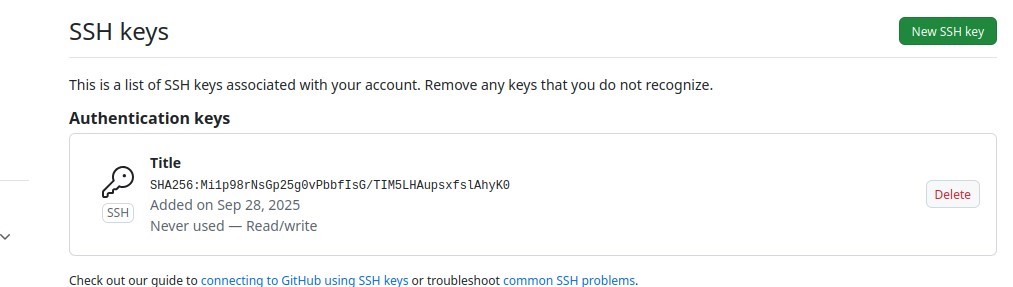 SSH keys
New SSH key
This is a list of SSH keys associated with your account. Remove any keys that you do not recognize.
Authentication keys
Title
SHA256:Mi1p98rNsGp25g0vPbbfIsG/TIM5LHAupsxfslAhyK0
Added on Sep 28, 2025
Never used — Read/write
SSH
Delete
Check out our guide to connecting to GitHub using SSH keys or troubleshoot common SSH problems.